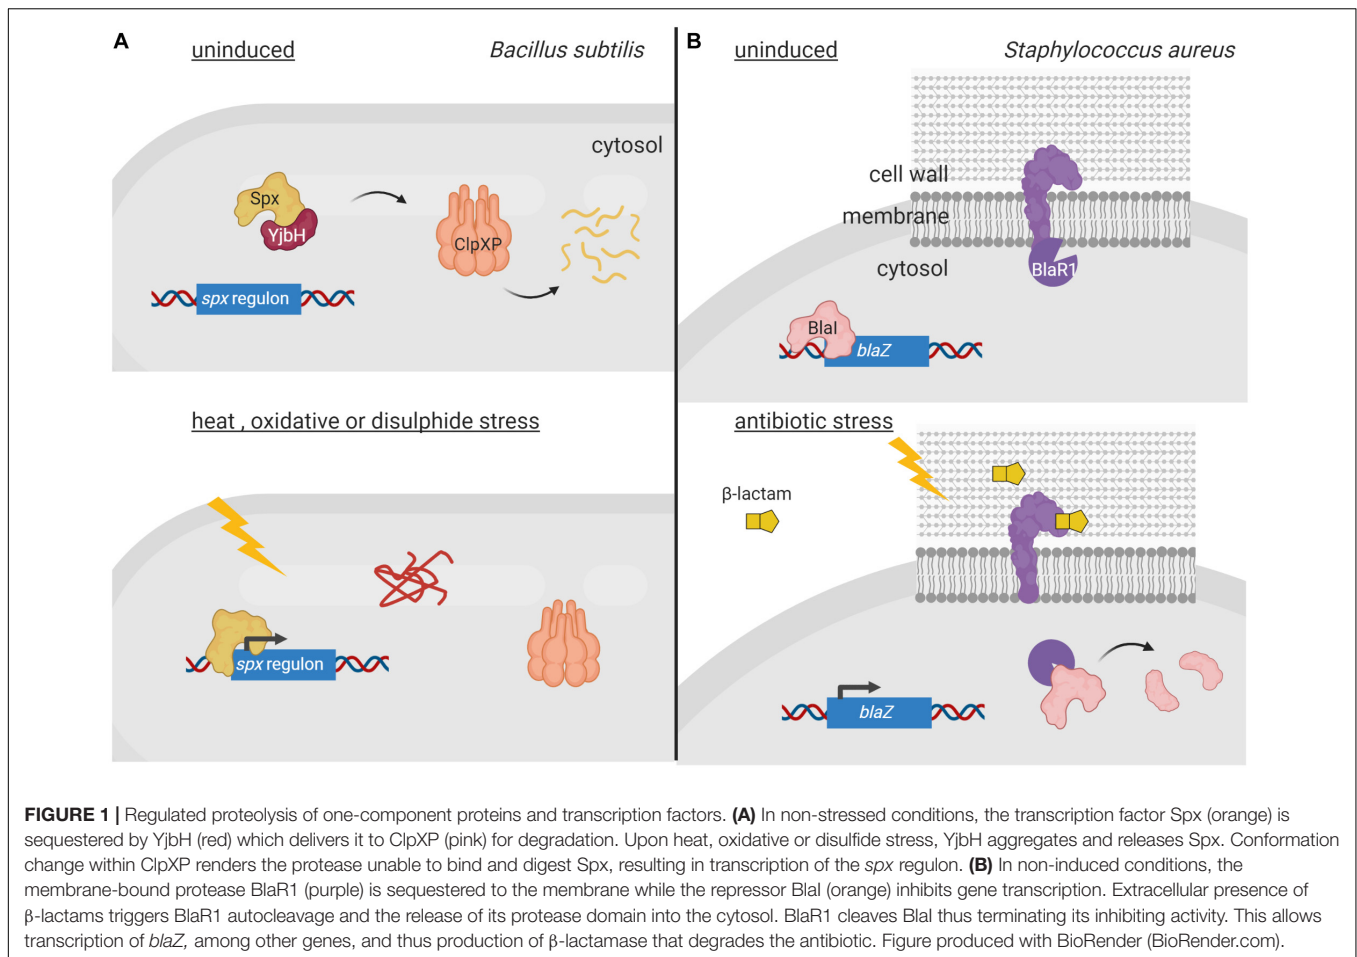 A
uninduced
Bacillus subtilis
cytosol
Spx
YjbH
ClpXP
spx regulon
heat , oxidative or disulphide stress
spx regulon
B
uninduced
Staphylococcus aureus
cell wall
membrane
cytosol
BlaR1
BlaI
blaZ
antibiotic stress
β-lactam
blaZ
FIGURE 1 | Regulated proteolysis of one-component proteins and transcription factors. (A) In non-stressed conditions, the transcription factor Spx (orange) is
sequestered by YjbH (red) which delivers it to ClpXP (pink) for degradation. Upon heat, oxidative or disulfide stress, YjbH aggregates and releases Spx. Conformation
change within ClpXP renders the protease unable to bind and digest Spx, resulting in transcription of the spx regulon. (B) In non-induced conditions, the
membrane-bound protease BlaR1 (purple) is sequestered to the membrane while the repressor BlaI (orange) inhibits gene transcription. Extracellular presence of
β-lactams triggers BlaR1 autocleavage and the release of its protease domain into the cytosol. BlaR1 cleaves BlaI thus terminating its inhibiting activity. This allows
transcription of blaZ, among other genes, and thus production of β-lactamase that degrades the antibiotic. Figure produced with BioRender (BioRender.com).